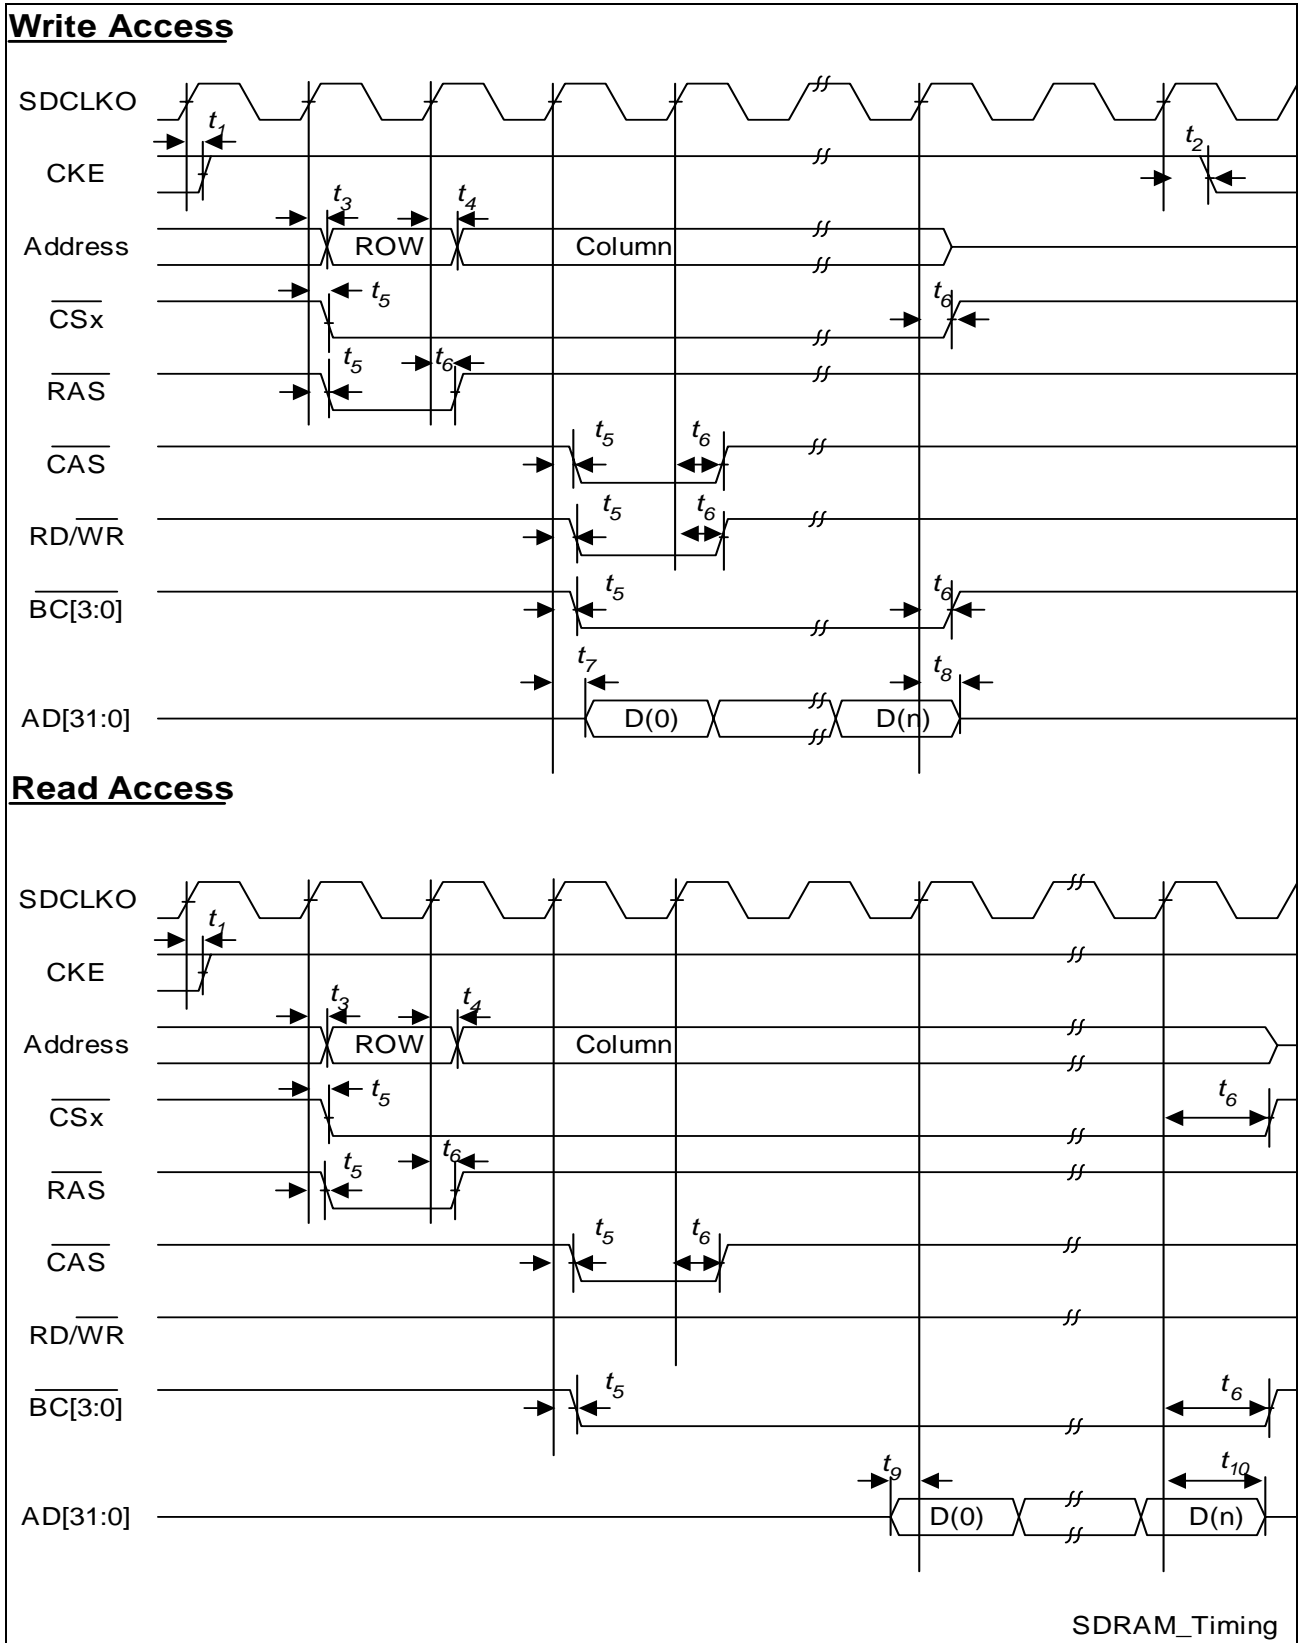 Write Access
SDCLKO
t1
t2
CKE
t3
t4
Address
ROW
Column
CSx
t5
t6
RAS
t5
t6
CAS
t5
t6
RD/WR
t5
t6
BC[3:0]
t5
t6
t7
t8
AD[31:0]
D(0)
D(n)
Read Access
SDCLKO
t1
CKE
t3
t4
Address
ROW
Column
CSx
t5
t6
RAS
t5
t6
CAS
t5
t6
RD/WR
BC[3:0]
t5
t6
t9
t10
AD[31:0]
D(0)
D(n)
SDRAM_Timing